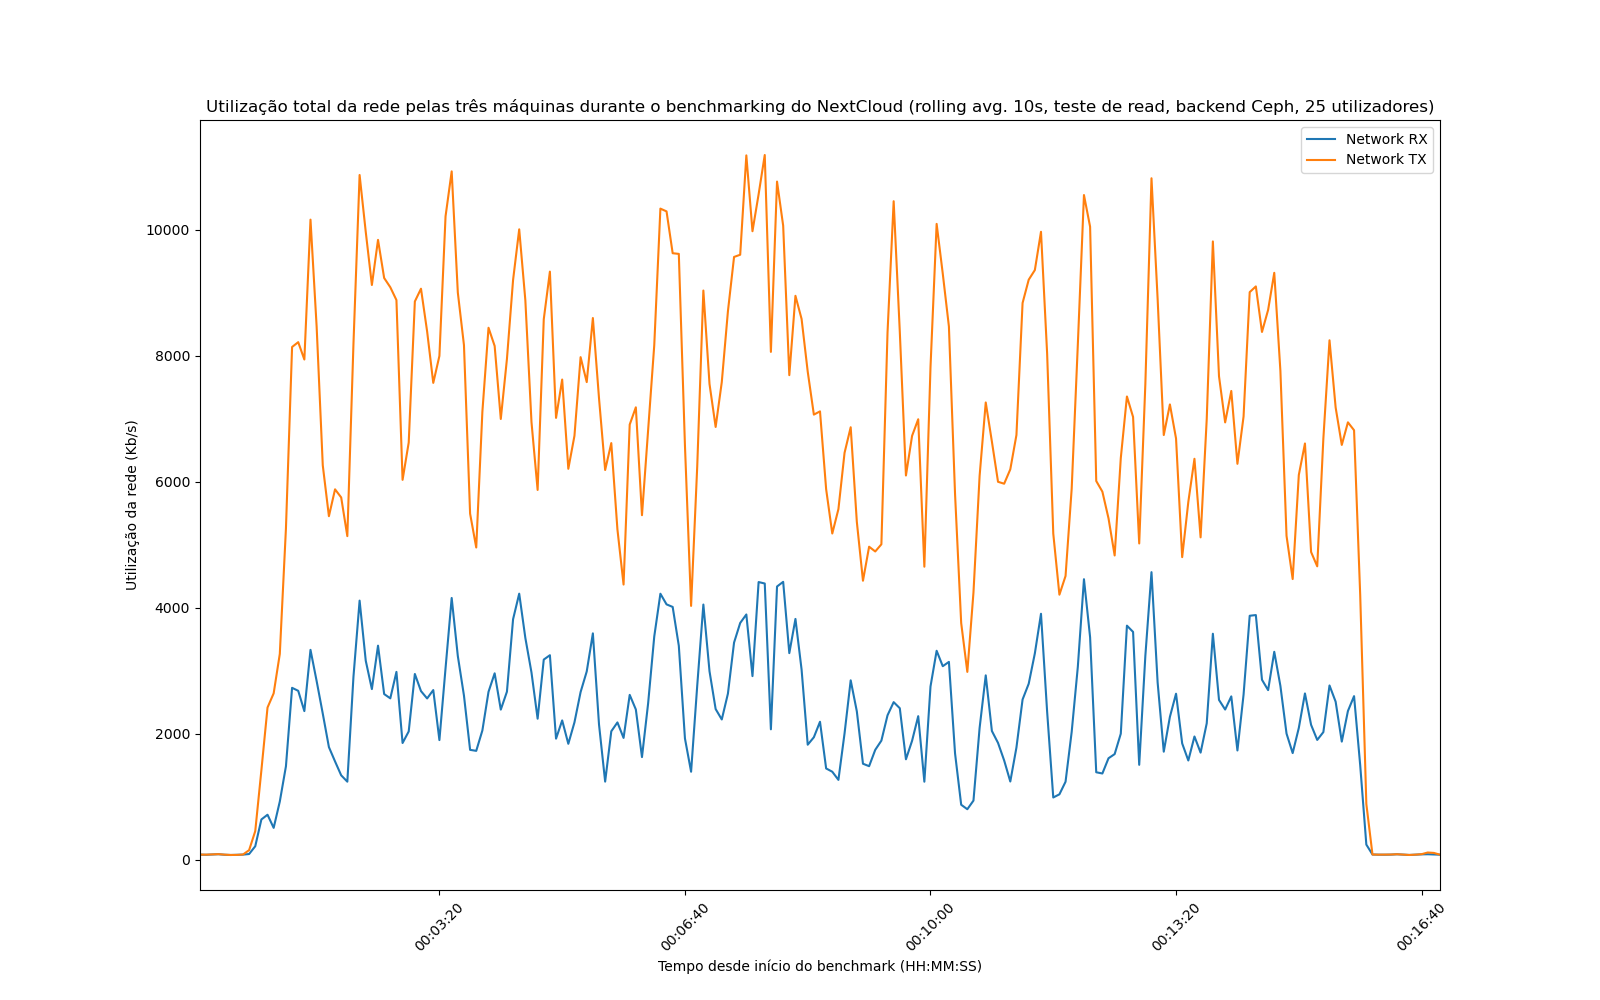 Utilização total da rede pelas três máquinas durante o benchmarking do NextCloud (rolling avg. 10s, teste de read, backend Ceph, 25 utilizadores)
Network RX
Network TX
10000
8000
6000
4000
2000
0
Utilização da rede (Kb/s)
00:03:20
00:06:40
00:10:00
00:13:20
00:16:40
Tempo desde início do benchmark (HH:MM:SS)